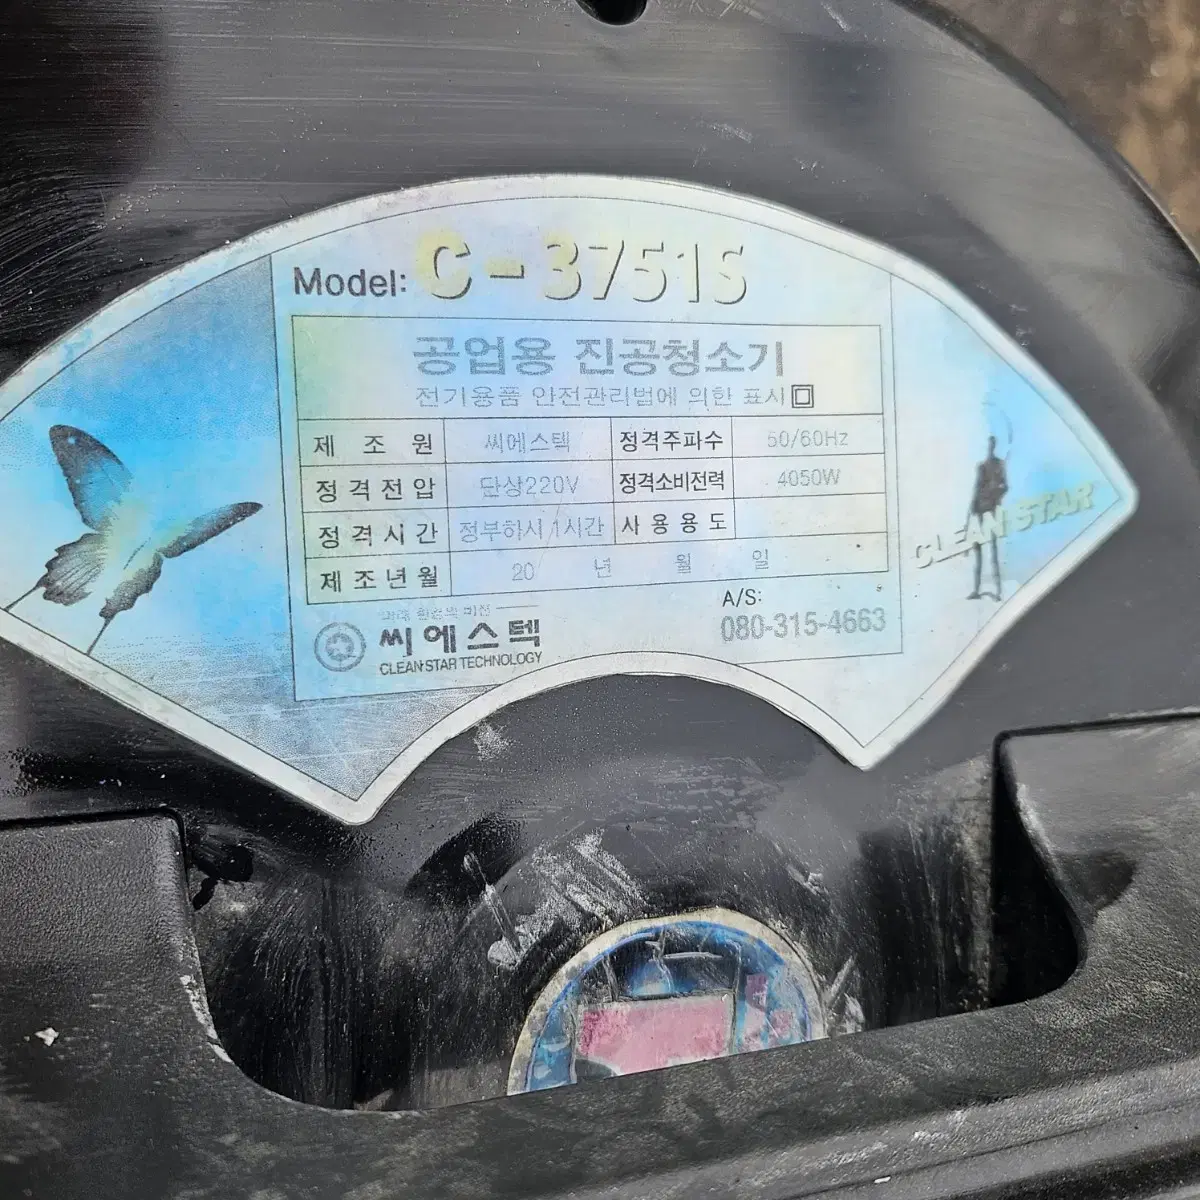 Model: C-3751S
공업용 진공청소기
전기용품 안전관리법에 의한 표시
제 조 원 씨에스텍 정격주파수 50/60Hz
정격전압 단상220V 정격소비전력 4050W
정격시간 정부하시 1시간 사용용도
제조년월 20 년 월 일
씨에스텍
CLEAN STAR TECHNOLOGY
A/S:
080-315-4663
CLEAN STAR